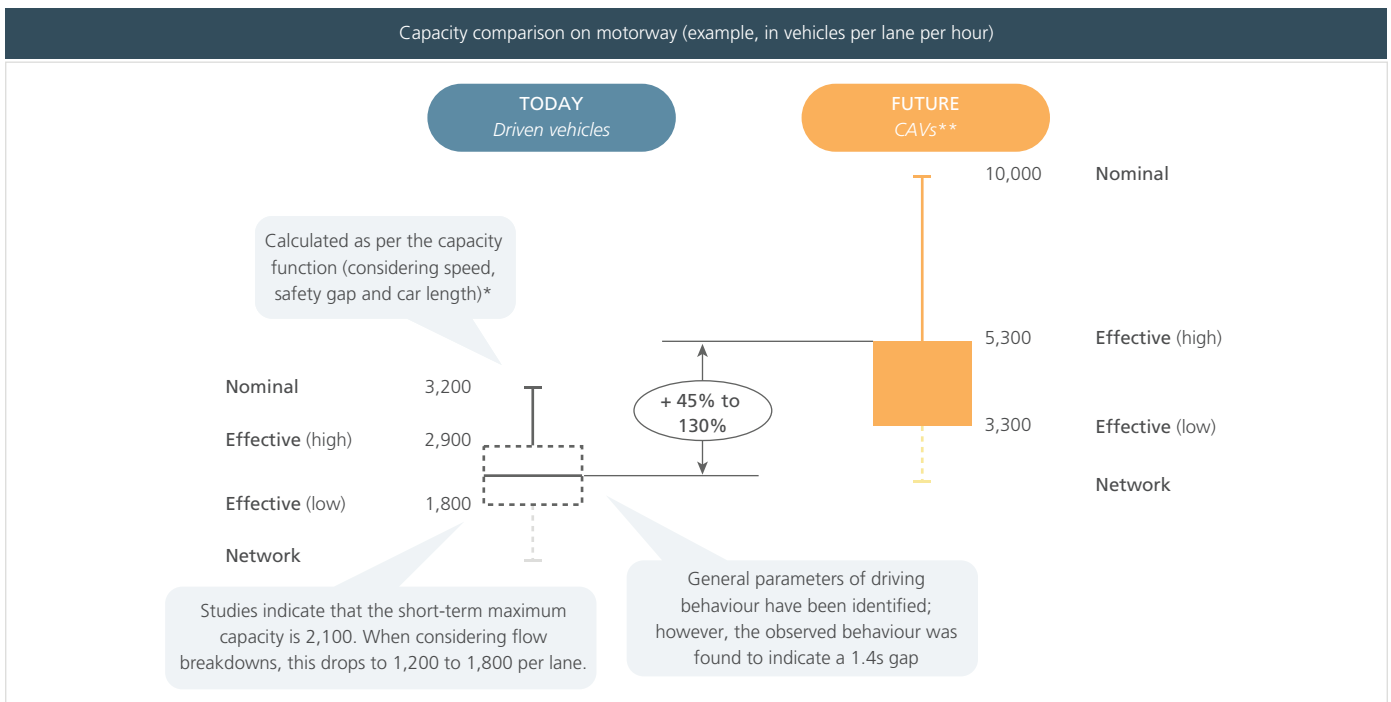 Capacity comparison on motorway (example, in vehicles per lane per hour)
TODAY
Driven vehicles
FUTURE
CAVs**
10,000 Nominal
Calculated as per the capacity
function (considering speed,
safety gap and car length)*
5,300 Effective (high)
Nominal 3,200
+ 45% to
130%
Effective (high) 2,900
3,300 Effective (low)
Effective (low) 1,800
Network
Network
Studies indicate that the short-term maximum
capacity is 2,100. When considering flow
breakdowns, this drops to 1,200 to 1,800 per lane.
General parameters of driving
behaviour have been identified;
however, the observed behaviour was
found to indicate a 1.4s gap